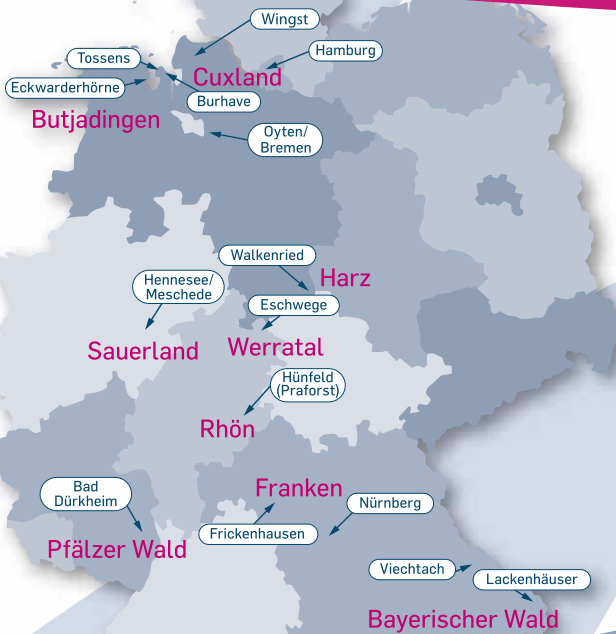 Wingst
Hamburg
Tossens
Cuxland
Eckwarderhörne
Burhave
Butjadingen
Oyten/
Bremen
Walkenried
Harz
Hennesee/
Meschede
Eschwege
Sauerland
Werratal
Hünfeld
(Praforst)
Rhön
Bad
Dürkheim
Franken
Nürnberg
Frickenhausen
Pfälzer Wald
Viechtach
Lackenhäuser
Bayerischer Wald